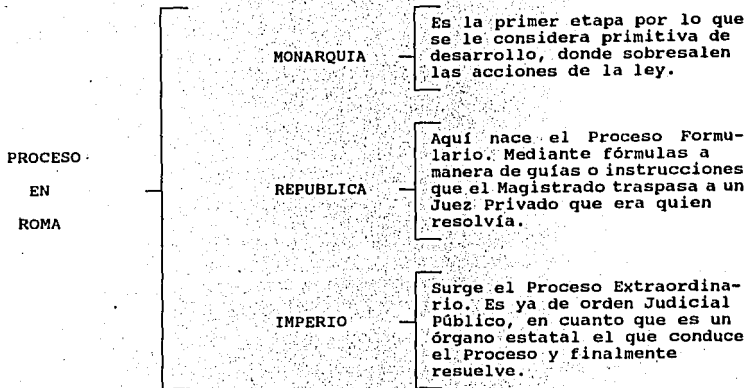 PROCESO
EN
ROMA
MONARQUIA
Es la primer etapa por lo que
se le considera primitiva de
desarrollo, donde sobresalen
las acciones de la ley.
REPUBLICA
Aquí nace el Proceso Formu-
lario. Mediante fórmulas a
manera de guías o instrucciones
que el Magistrado traspasa a un
Juez Privado que era quien
resolvía.
IMPERIO
Surge el Proceso Extraordina-
rio. Es ya de orden Judicial
Público, en cuanto que es un
órgano estatal el que conduce
el Proceso y finalmente
resuelve.